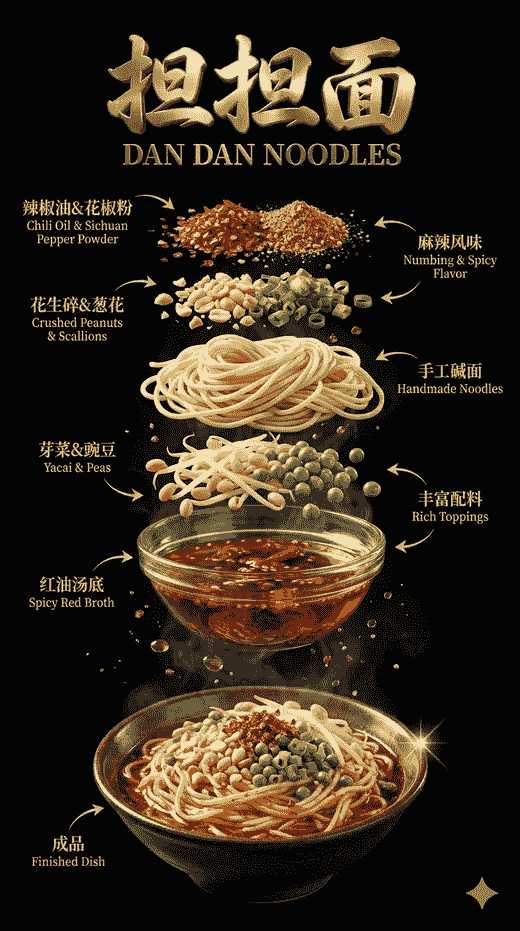 担担面
DAN DAN NOODLES
辣椒油&花椒粉
Chili Oil & Sichuan
Pepper Powder
麻辣风味
Numbing & Spicy
Flavor
花生碎&葱花
Crushed Peanuts
& Scallions
手工碱面
Handmade Noodles
芽菜&豌豆
Yacai & Peas
丰富配料
Rich Toppings
红油汤底
Spicy Red Broth
成品
Finished Dish